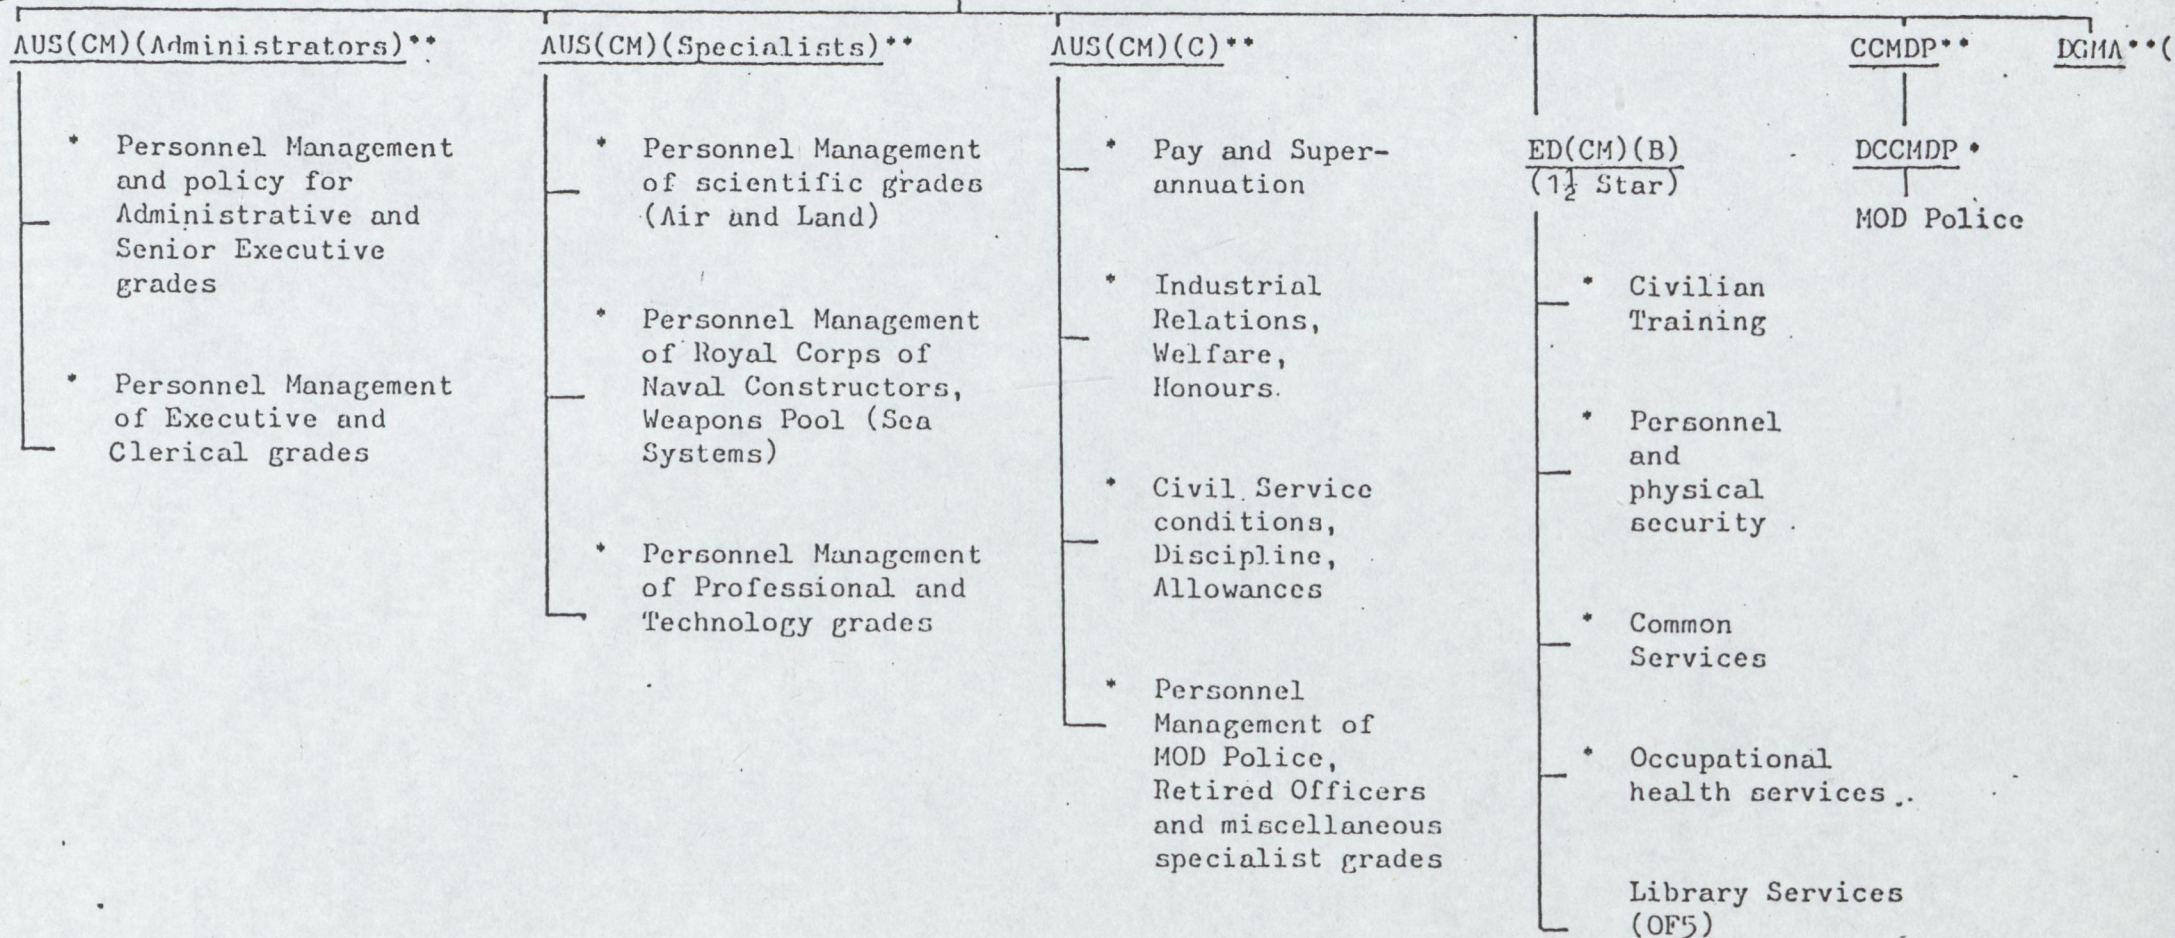 AUS(CM)(Administrators)**
* Personnel Management
and policy for
Administrative and
Senior Executive
grades
* Personnel Management
of Executive and
Clerical grades
AUS(CM)(Specialists)**
* Personnel Management
of scientific grades
(Air and Land)
* Personnel Management
of Royal Corps of
Naval Constructors,
Weapons Pool (Sea
Systems)
* Personnel Management
of Professional and
Technology grades
AUS(CM)(C)**
* Pay and Super-
annuation
* Industrial
Relations,
Welfare,
Honours.
* Civil Service
conditions,
Discipline,
Allowances
* Personnel
Management of
MOD Police,
Retired Officers
and miscellaneous
specialist grades
ED(CM)(B)
(1½ Star)
* Civilian
Training
* Personnel
and
physical
security
* Common
Services
* Occupational
health services
Library Services
(OF5)
CCMDP**
DCCMDP*
MOD Police
DGMA**(